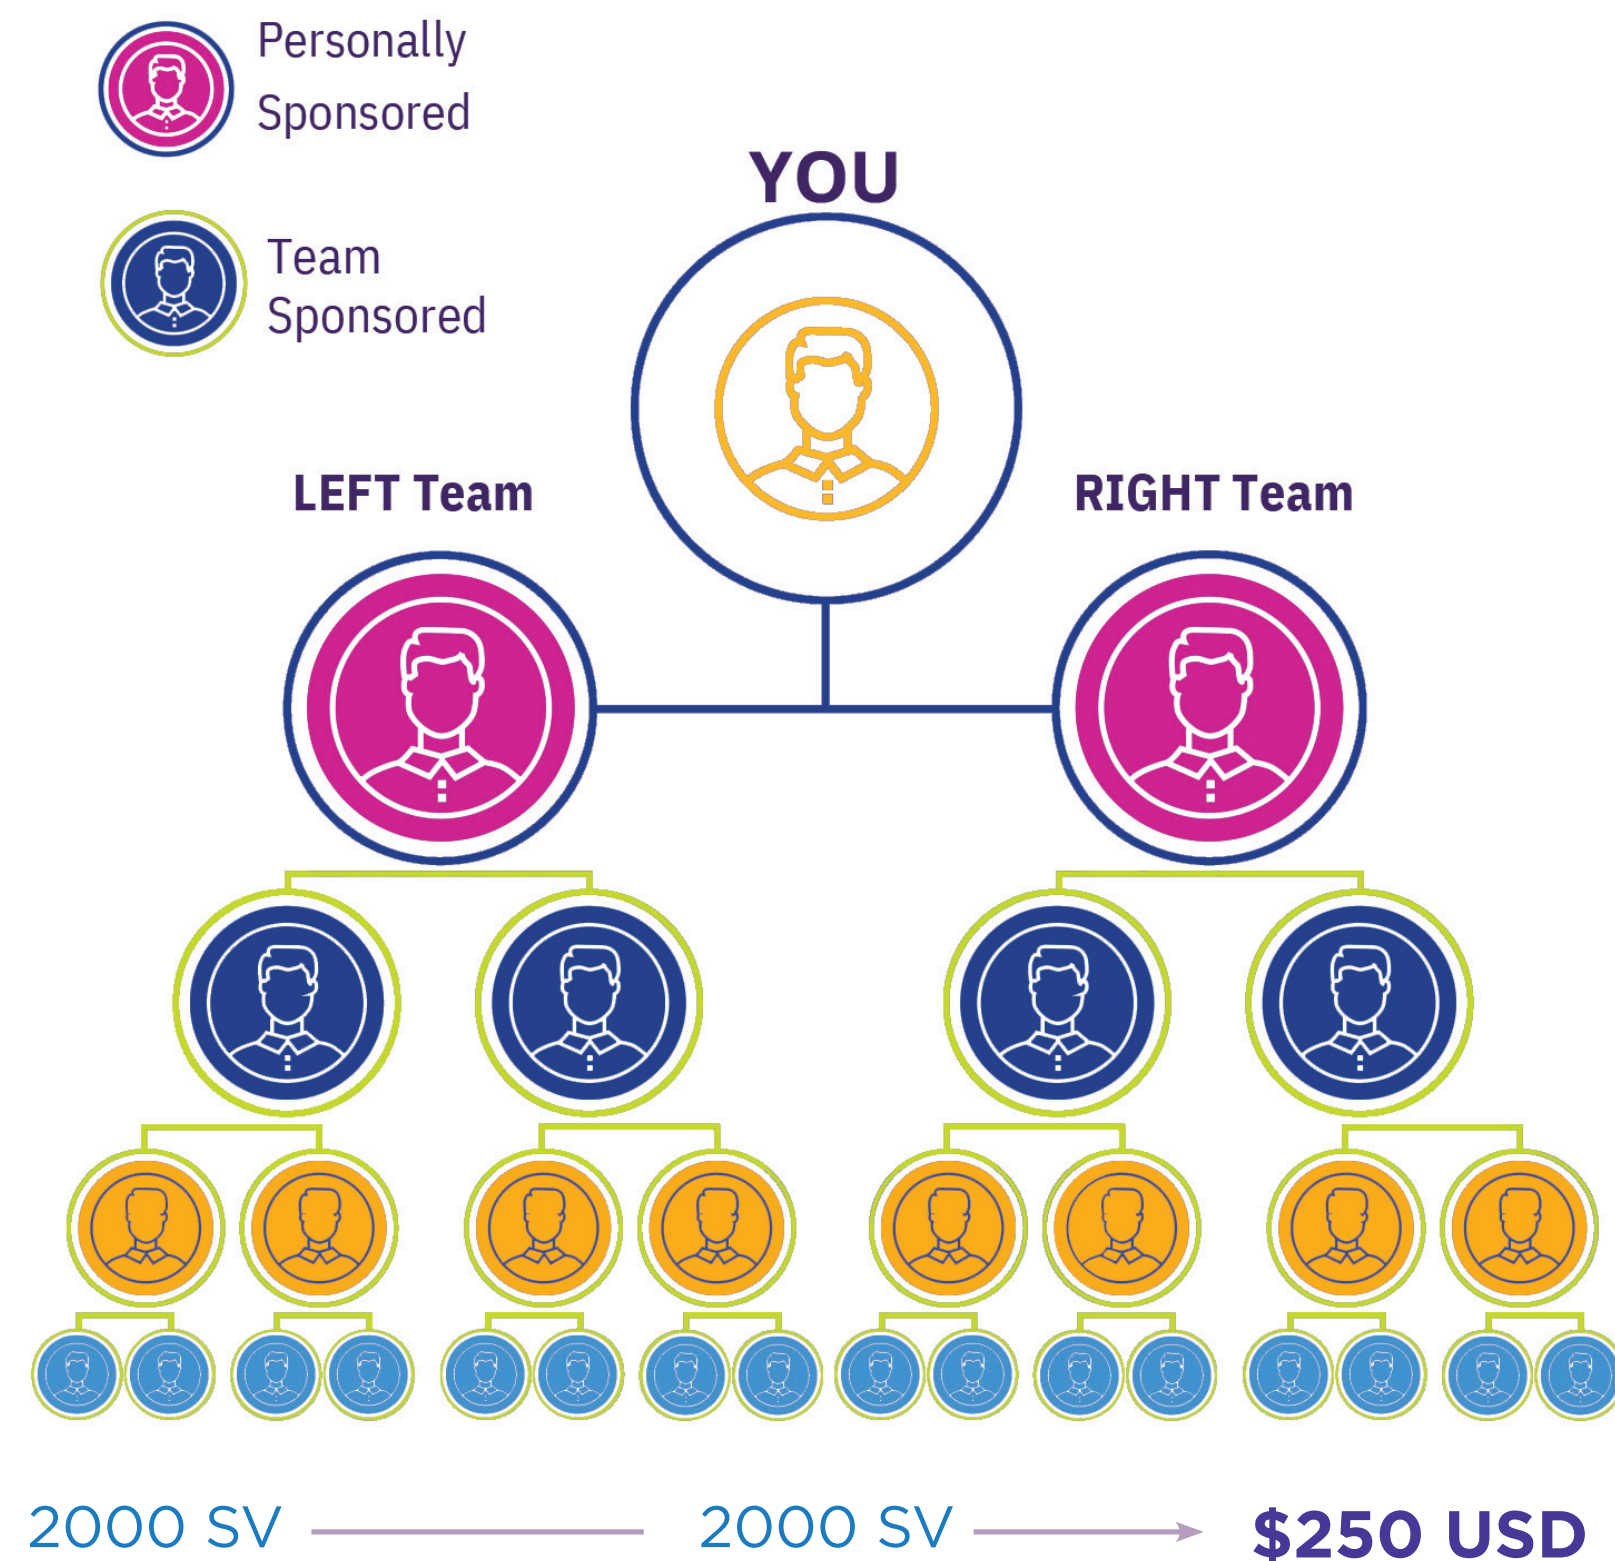 Personally
Sponsored
Team
Sponsored
YOU
LEFT Team
RIGHT Team
2000 SV
2000 SV
$250 USD